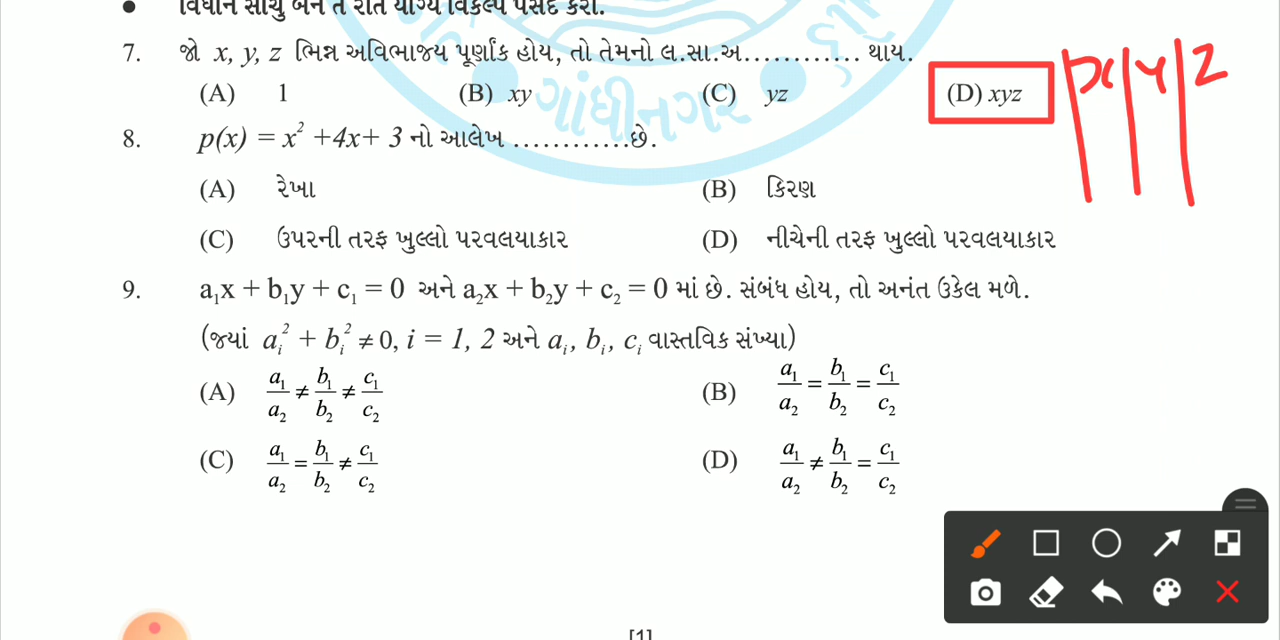 વિધાન સાચું બને તે રીતે યોગ્ય વિકલ્પ પસંદ કરો.
7. જો x, y, z ભિન્ન અવિભાજય પૂર્ણાંક હોય, તો તેમનો લ.સા.અ............ થાય.
(A) 1 (B) xy (C) yz (D) xyz
x y z
ગાંધીનગર
8. p(x) = x² +4x+ 3 નો આલેખ ............છે.
(A) રેખા (B) કિરણ
(C) ઉપરની તરફ ખુલ્લો પરવલયાકાર (D) નીચેની તરફ ખુલ્લો પરવલયાકાર
9. a₁x + b₁y + c₁ = 0 અને a₂x + b₂y + c₂ = 0 માં છે. સંબંધ હોય, તો અનંત ઉકેલ મળે.
(જ્યાં aᵢ² + bᵢ² ≠ 0, i = 1, 2 અને aᵢ, bᵢ, cᵢ વાસ્તવિક સંખ્યા)
(A) a₁/a₂ ≠ b₁/b₂ ≠ c₁/c₂ (B) a₁/a₂ = b₁/b₂ = c₁/c₂
(C) a₁/a₂ = b₁/b₂ ≠ c₁/c₂ (D) a₁/a₂ ≠ b₁/b₂ = c₁/c₂
[1]